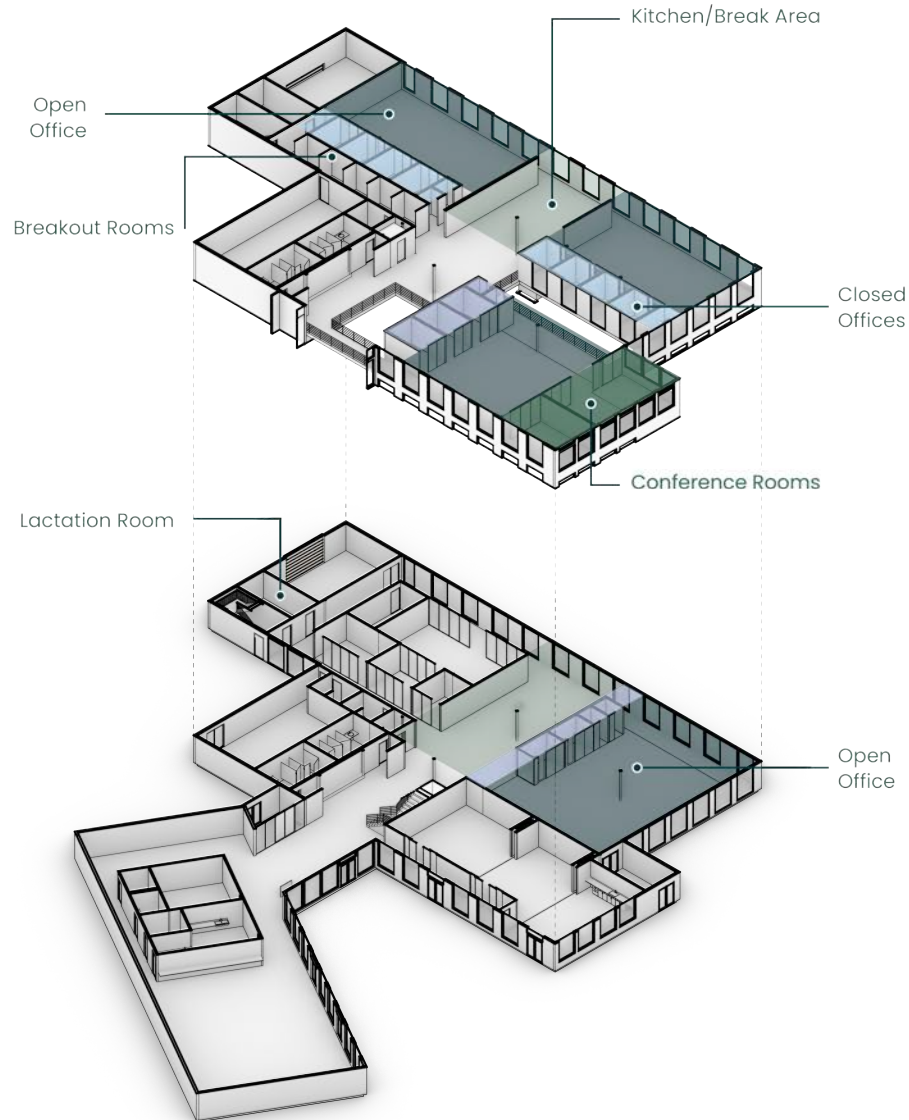 Kitchen/Break Area
Open
Office
Breakout Rooms
Closed
Offices
Conference Rooms
Lactation Room
Open
Office